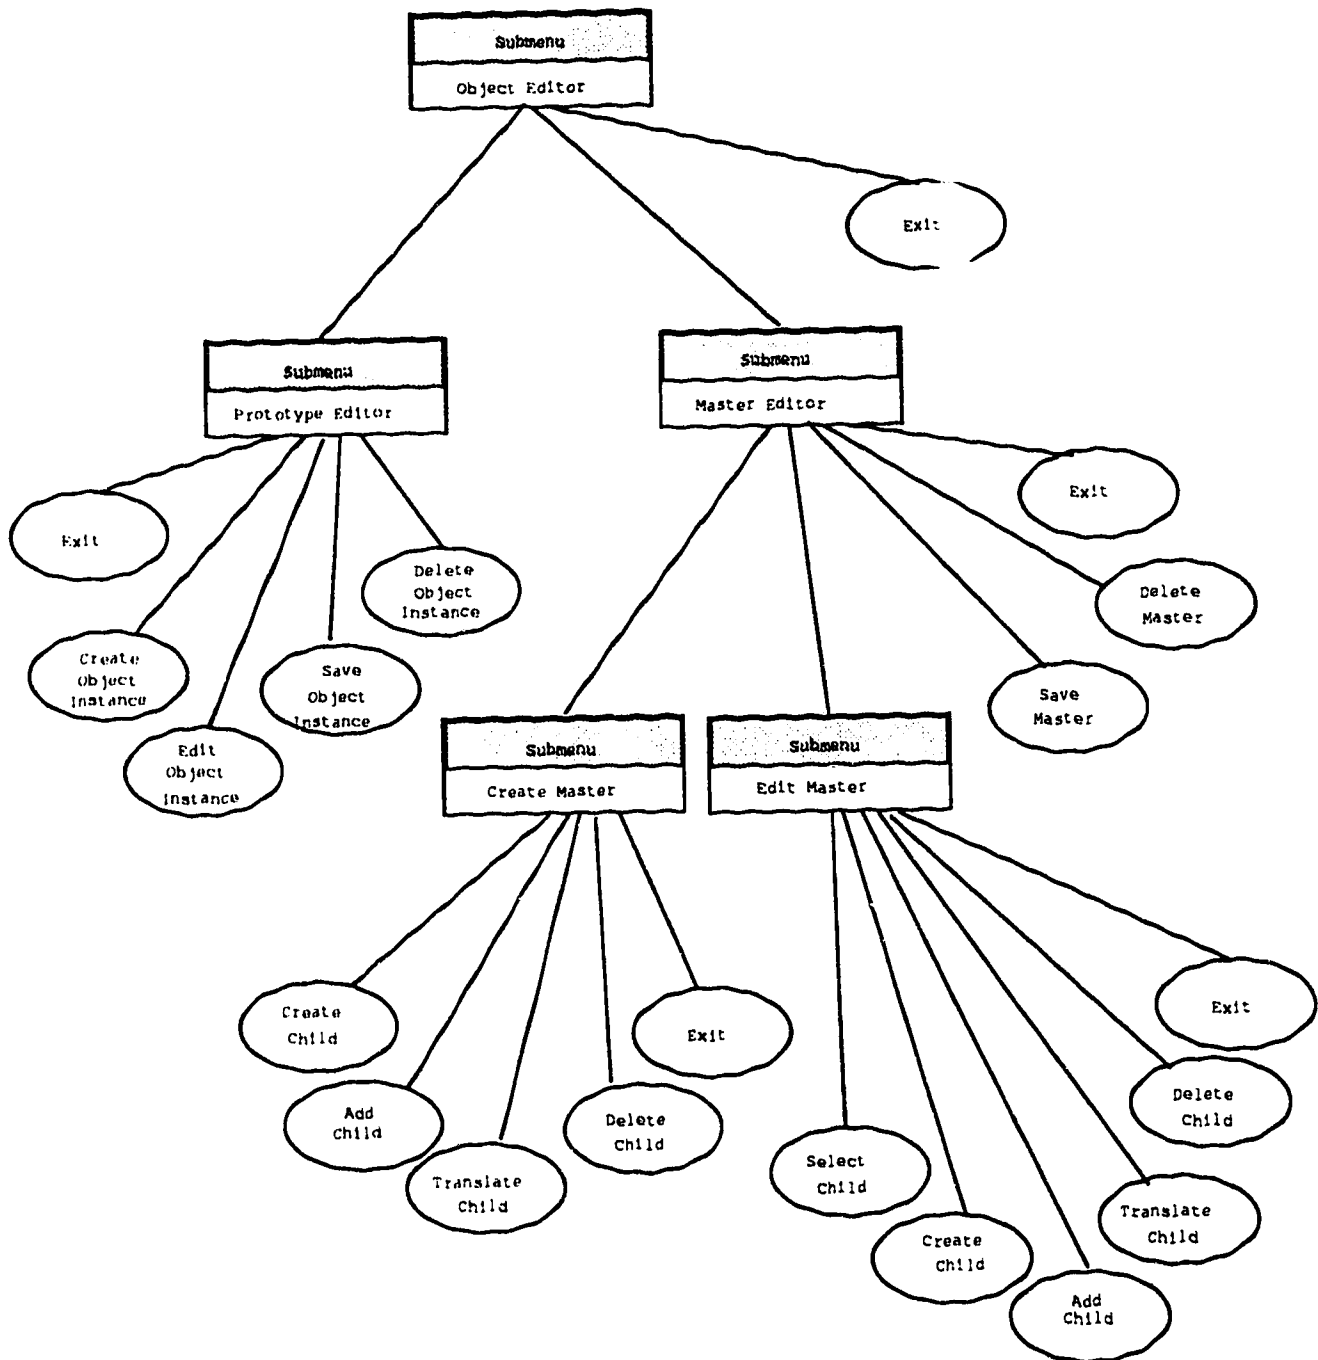 Submenu
Object Editor
Exit
Submenu
Prototype Editor
Submenu
Master Editor
Exit
Exit
Delete
Object
Instance
Create
Object
Instance
Save
Object
Instance
Edit
Object
Instance
Delete
Master
Save
Master
Submenu
Create Master
Submenu
Edit Master
Create
Child
Add
Child
Translate
Child
Delete
Child
Exit
Select
Child
Create
Child
Add
Child
Translate
Child
Delete
Child
Exit